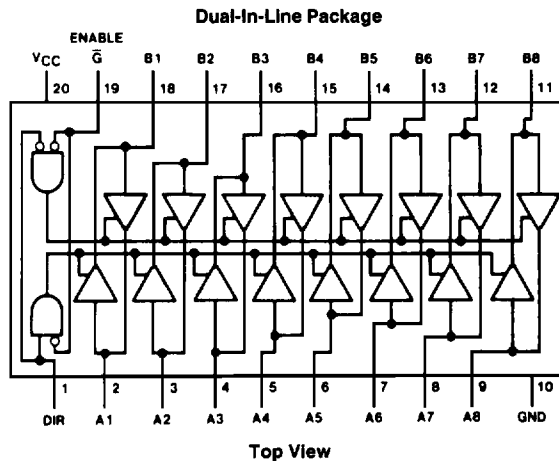 Dual-In-Line Package
ENABLE
VCC G̅ B1 B2 B3 B4 B5 B6 B7 B8
20 19 18 17 16 15 14 13 12 11
1 2 3 4 5 6 7 8 9 10
DIR A1 A2 A3 A4 A5 A6 A7 A8 GND
Top View